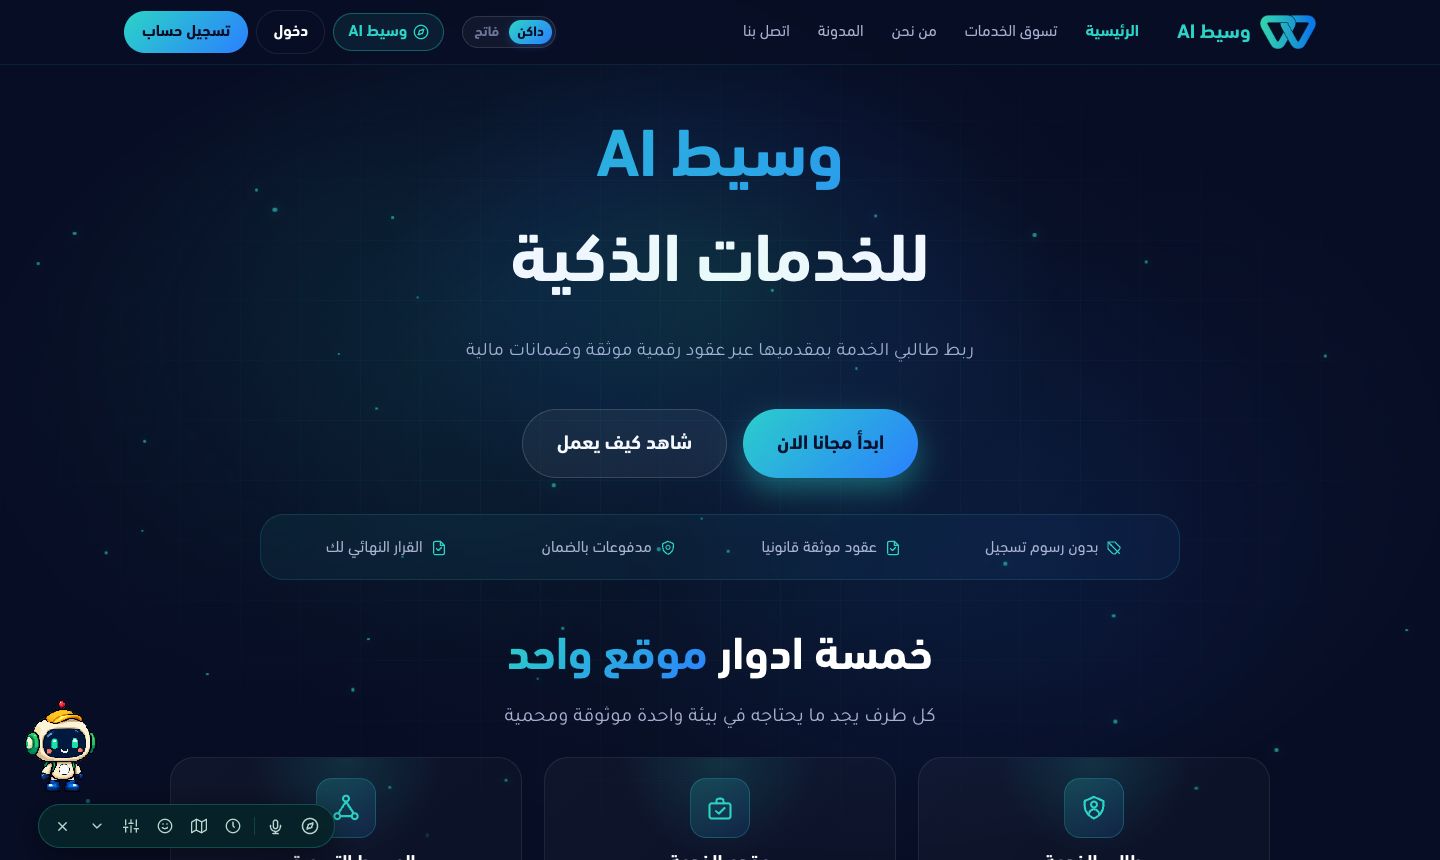 وسيط AI
الرئيسية
تسوق الخدمات
من نحن
المدونة
اتصل بنا
داكن
فاتح
وسيط AI
دخول
تسجيل حساب
وسيط AI
للخدمات الذكية
ربط طالبي الخدمة بمقدميها عبر عقود رقمية موثقة وضمانات مالية
ابدأ مجانا الان
شاهد كيف يعمل
بدون رسوم تسجيل
عقود موثقة قانونيا
مدفوعات بالضمان
القرار النهائي لك
خمسة ادوار موقع واحد
كل طرف يجد ما يحتاجه في بيئة واحدة موثوقة ومحمية